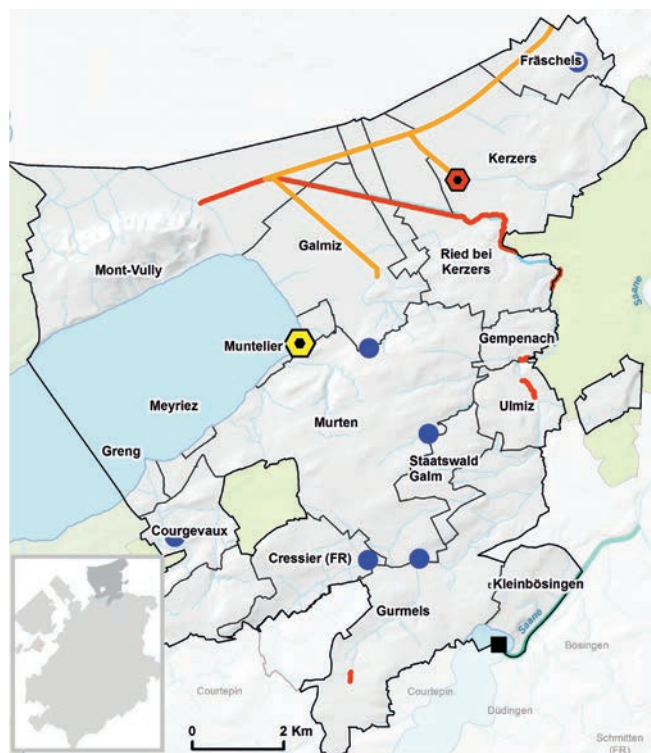 Fräschels
Kerzers
Saane
Galmiz
Ried bei
Kerzers
Mont-Vully
Gempenach
Muntelier
Ulmiz
Meyriez
Murten
Greng
Staatswald
Galm
Courgevaux
Cressier (FR)
Kleinbösingen
Gurmels
Saane
Bösingen
Courtepin
Courtepin
Düdingen
0
2 Km
Schmitten
(FR)